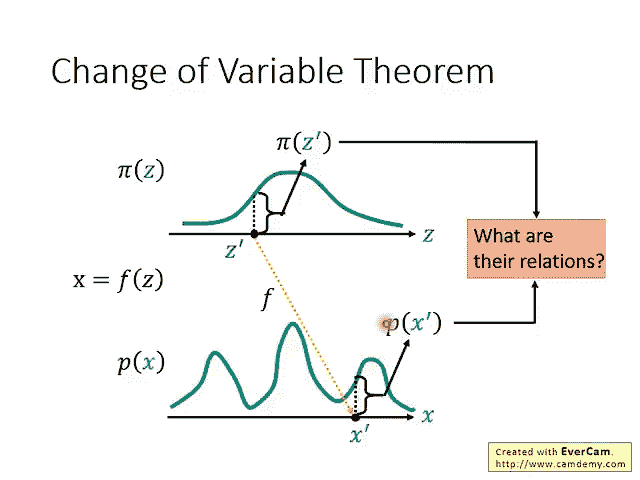 Change of Variable Theorem
π(z′)
π(z)
z
z′
What are
their relations?
x = f(z)
f
p(x′)
p(x)
x
x′
Created with EverCam.
http://www.camdemy.com